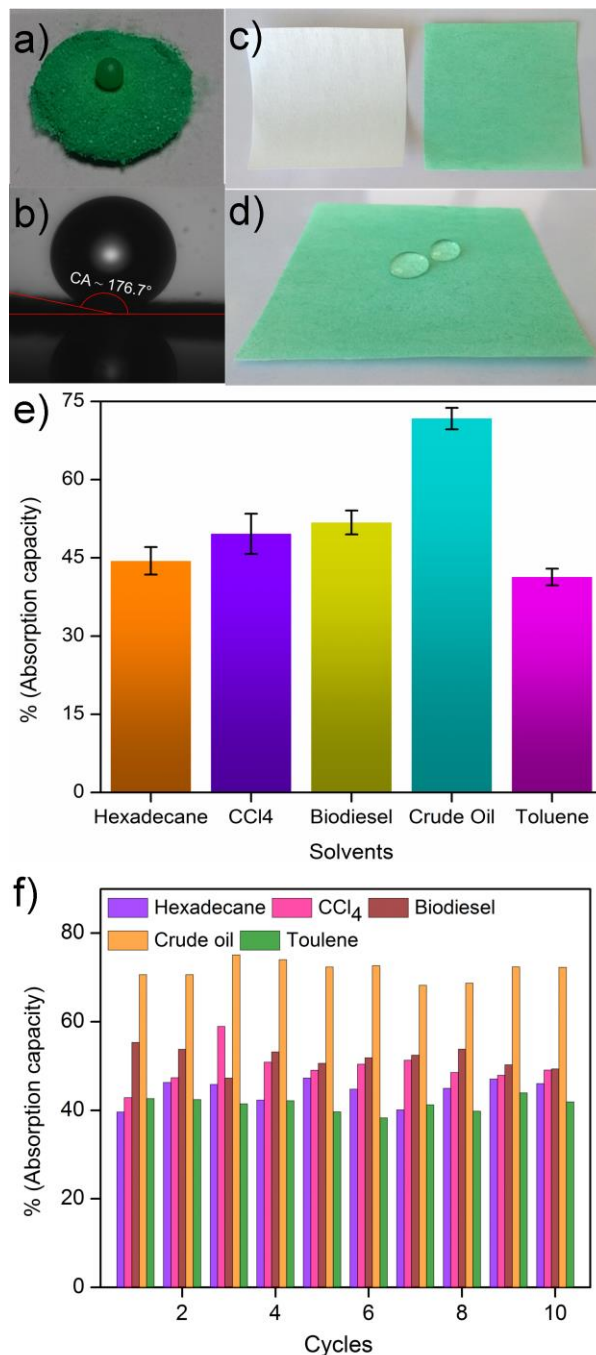 a)
c)
b)
CA ~ 176.7°
d)
e)
75
60
45
30
15
0
% (Absorption capacity)
Hexadecane CCl4 Biodiesel Crude Oil Toluene
Solvents
f)
Hexadecane CCl4 Biodiesel
Crude oil Toulene
80
60
40
20
0
% (Absorption capacity)
2 4 6 8 10
Cycles